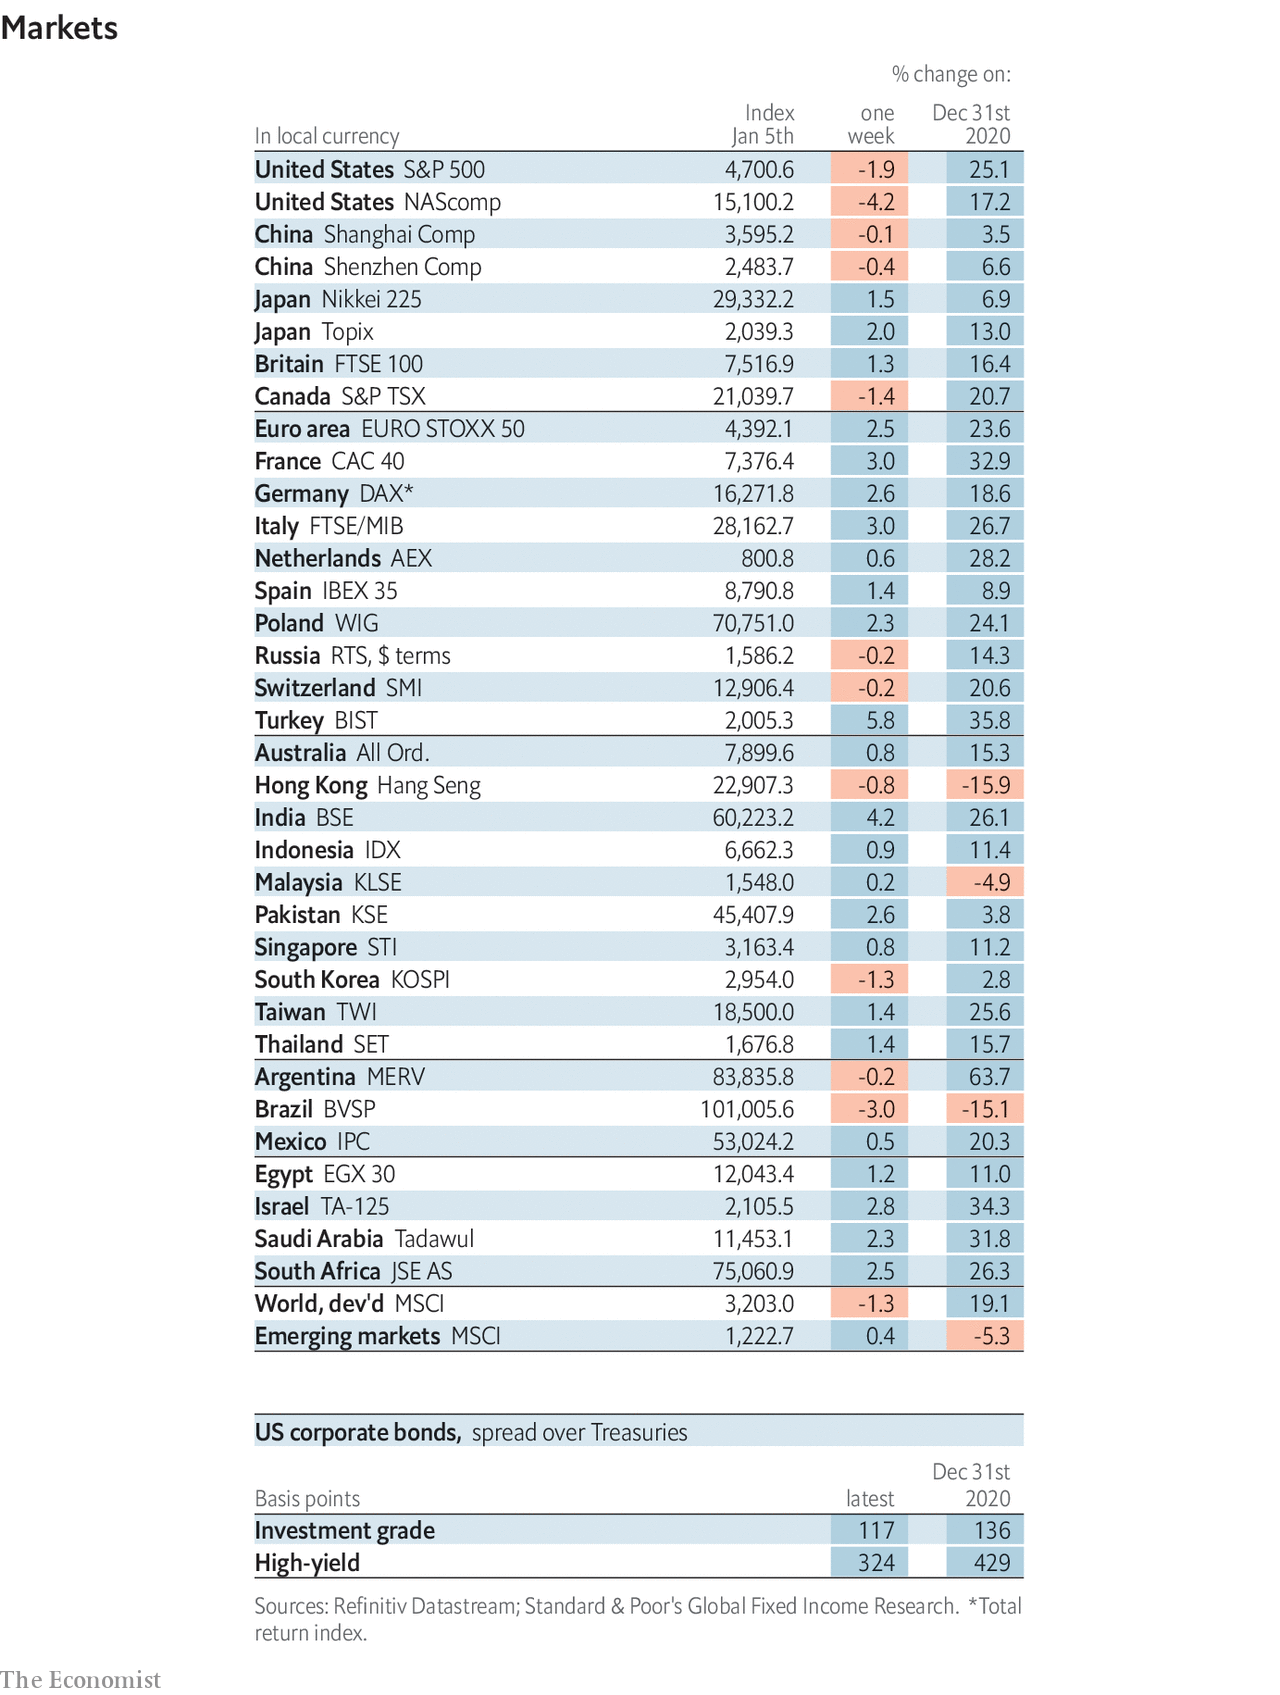 Markets
% change on:
Index one Dec 31st
In local currency Jan 5th week 2020
United States S&P 500 4,700.6 -1.9 25.1
United States NAScomp 15,100.2 -4.2 17.2
China Shanghai Comp 3,595.2 -0.1 3.5
China Shenzhen Comp 2,483.7 -0.4 6.6
Japan Nikkei 225 29,332.2 1.5 6.9
Japan Topix 2,039.3 2.0 13.0
Britain FTSE 100 7,516.9 1.3 16.4
Canada S&P TSX 21,039.7 -1.4 20.7
Euro area EURO STOXX 50 4,392.1 2.5 23.6
France CAC 40 7,376.4 3.0 32.9
Germany DAX* 16,271.8 2.6 18.6
Italy FTSE/MIB 28,162.7 3.0 26.7
Netherlands AEX 800.8 0.6 28.2
Spain IBEX 35 8,790.8 1.4 8.9
Poland WIG 70,751.0 2.3 24.1
Russia RTS, $ terms 1,586.2 -0.2 14.3
Switzerland SMI 12,906.4 -0.2 20.6
Turkey BIST 2,005.3 5.8 35.8
Australia All Ord. 7,899.6 0.8 15.3
Hong Kong Hang Seng 22,907.3 -0.8 -15.9
India BSE 60,223.2 4.2 26.1
Indonesia IDX 6,662.3 0.9 11.4
Malaysia KLSE 1,548.0 0.2 -4.9
Pakistan KSE 45,407.9 2.6 3.8
Singapore STI 3,163.4 0.8 11.2
South Korea KOSPI 2,954.0 -1.3 2.8
Taiwan TWI 18,500.0 1.4 25.6
Thailand SET 1,676.8 1.4 15.7
Argentina MERV 83,835.8 -0.2 63.7
Brazil BVSP 101,005.6 -3.0 -15.1
Mexico IPC 53,024.2 0.5 20.3
Egypt EGX 30 12,043.4 1.2 11.0
Israel TA-125 2,105.5 2.8 34.3
Saudi Arabia Tadawul 11,453.1 2.3 31.8
South Africa JSE AS 75,060.9 2.5 26.3
World, dev'd MSCI 3,203.0 -1.3 19.1
Emerging markets MSCI 1,222.7 0.4 -5.3
US corporate bonds, spread over Treasuries
Dec 31st
Basis points latest 2020
Investment grade 117 136
High-yield 324 429
Sources: Refinitiv Datastream; Standard & Poor's Global Fixed Income Research. *Total
return index.
The Economist